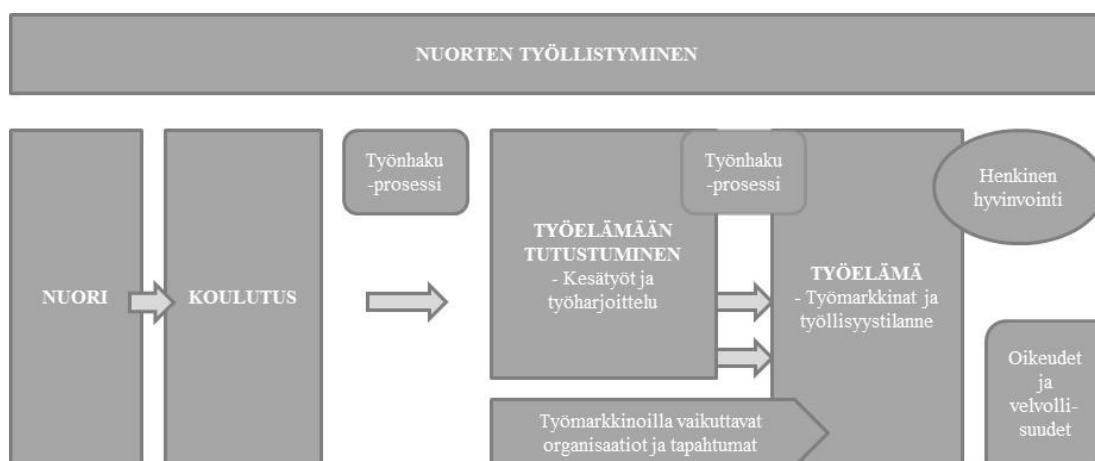 NUORTEN TYÖLLISTYMINEN
NUORI
KOULUTUS
Työnhaku
-prosessi
TYÖELÄMÄÄN
TUTUSTUMINEN
- Kesätyöt ja
työharjoittelu
Työnhaku
-prosessi
TYÖELÄMÄ
- Työmarkkinat ja
työllisyystilanne
Henkinen
hyvinvointi
Oikeudet
ja
velvolli-
suudet
Työmarkkinoilla vaikuttavat
organisaatiot ja tapahtumat